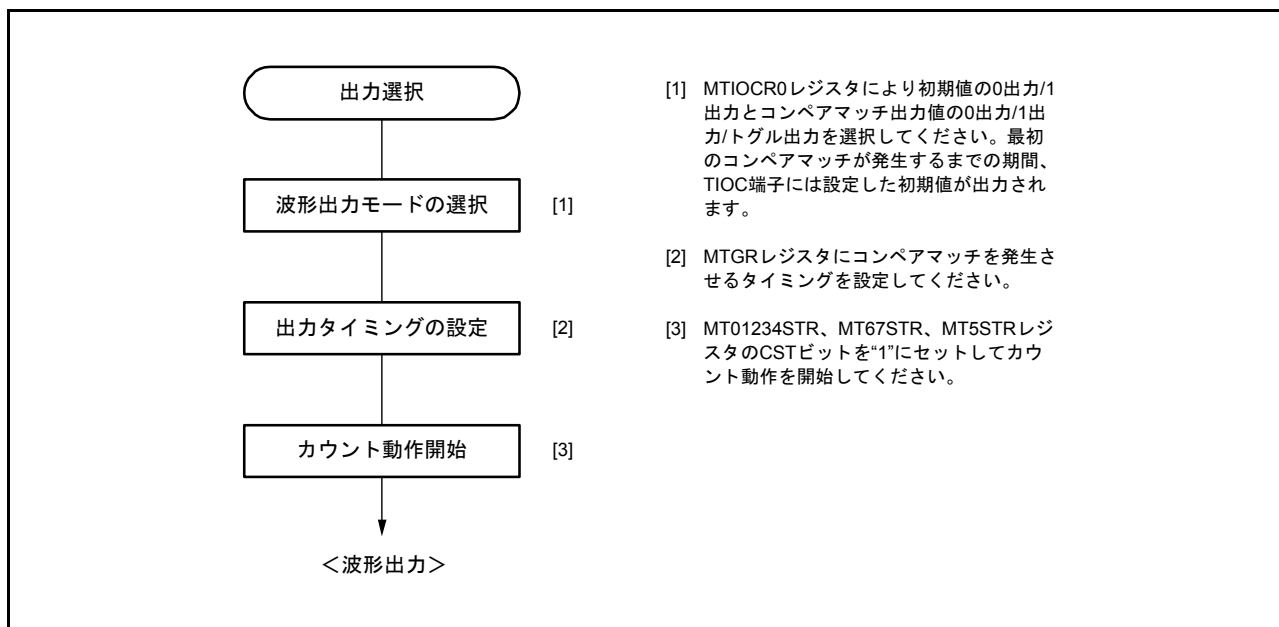 出力選択
波形出力モードの選択 [1]
出力タイミングの設定 [2]
カウント動作開始 [3]
＜波形出力＞
[1] MTIOCR0レジスタにより初期値の0出力/1
出力とコンペアマッチ出力値の0出力/1出
力/トグル出力を選択してください。最初
のコンペアマッチが発生するまでの期間、
TIOC端子には設定した初期値が出力され
ます。
[2] MTGRレジスタにコンペアマッチを発生さ
せるタイミングを設定してください。
[3] MT01234STR、MT67STR、MT5STRレジ
スタのCSTビットを“1”にセットしてカウ
ント動作を開始してください。